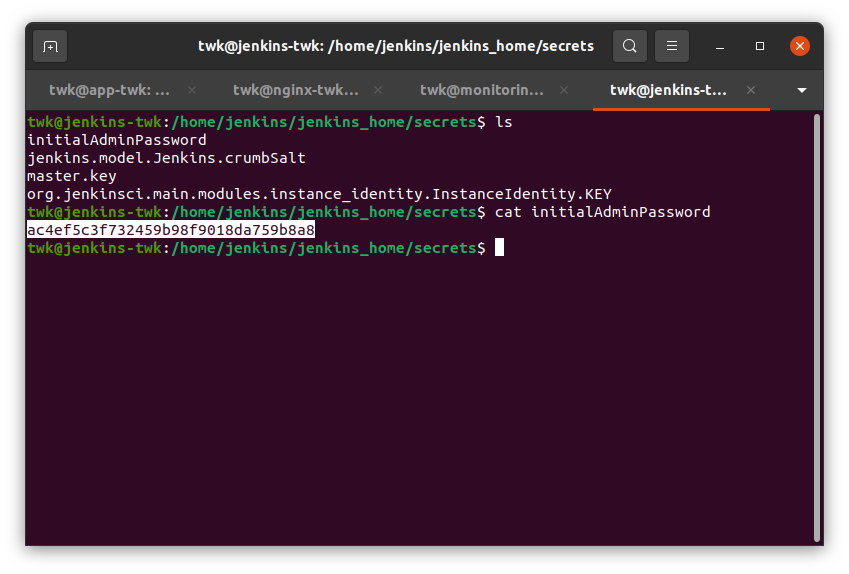 twk@jenkins-twk: /home/jenkins/jenkins_home/secrets
twk@app-twk: ...
twk@nginx-twk...
twk@monitorin...
twk@jenkins-t...
twk@jenkins-twk:/home/jenkins/jenkins_home/secrets$ ls
initialAdminPassword
jenkins.model.Jenkins.crumbSalt
master.key
org.jenkinsci.main.modules.instance_identity.InstanceIdentity.KEY
twk@jenkins-twk:/home/jenkins/jenkins_home/secrets$ cat initialAdminPassword
ac4ef5c3f732459b98f9018da759b8a8
twk@jenkins-twk:/home/jenkins/jenkins_home/secrets$